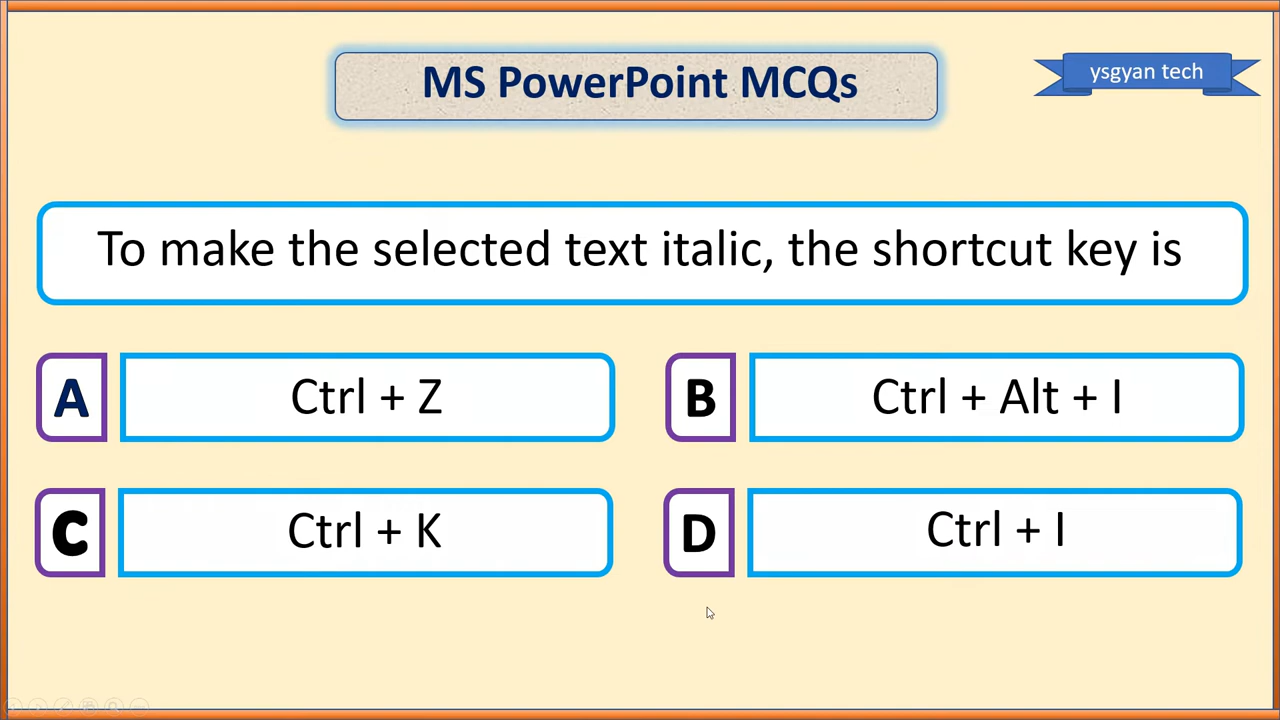 MS PowerPoint MCQs
ysgyan tech
To make the selected text italic, the shortcut key is
A Ctrl + Z
B Ctrl + Alt + I
C Ctrl + K
D Ctrl + I